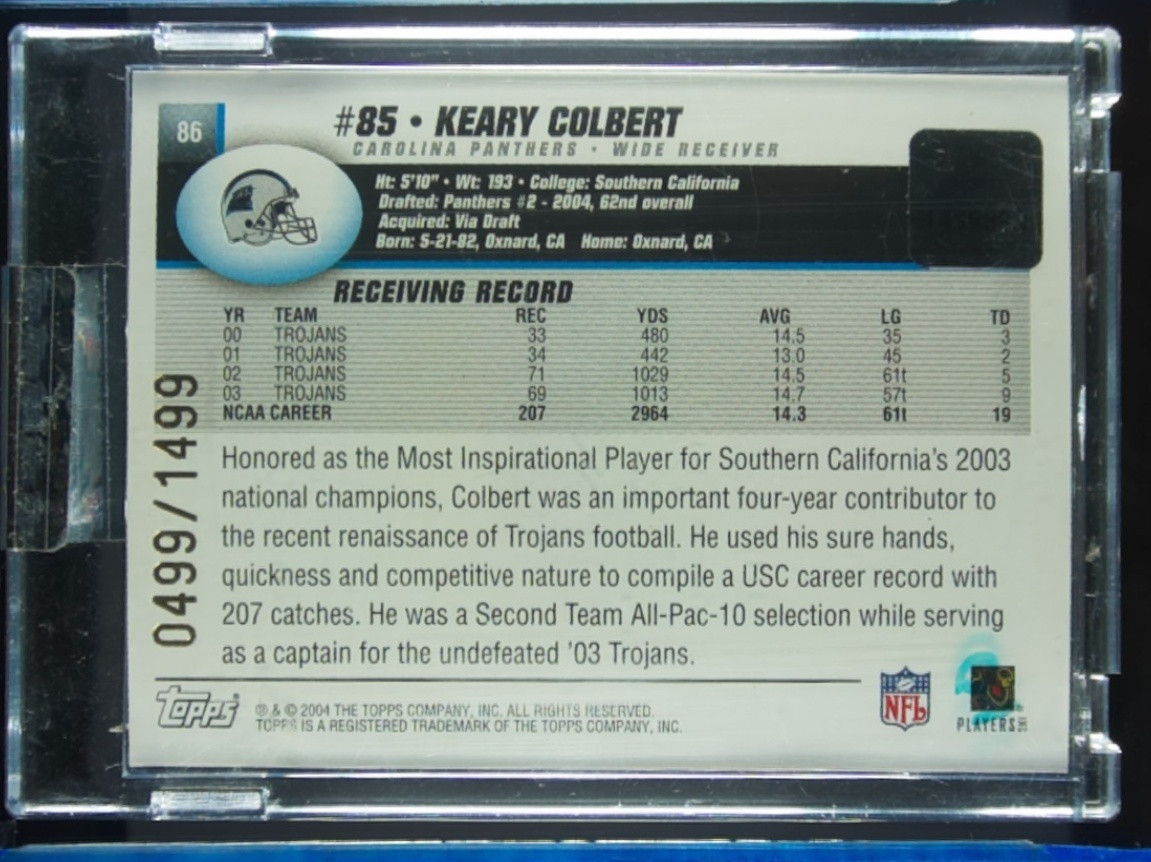 86
#85 • KEARY COLBERT
CAROLINA PANTHERS • WIDE RECEIVER
Ht: 5'10" • Wt: 193 • College: Southern California
Drafted: Panthers #2 - 2004, 62nd overall
Acquired: Via Draft
Born: 5-21-82, Oxnard, CA Home: Oxnard, CA
RECEIVING RECORD
YR TEAM REC YDS AVG LG TD
00 TROJANS 33 480 14.5 35 3
01 TROJANS 34 442 13.0 45 2
02 TROJANS 71 1029 14.5 61t 5
03 TROJANS 69 1013 14.7 57t 9
NCAA CAREER 207 2964 14.3 61t 19
0499/1499
Honored as the Most Inspirational Player for Southern California's 2003
national champions, Colbert was an important four-year contributor to
the recent renaissance of Trojans football. He used his sure hands,
quickness and competitive nature to compile a USC career record with
207 catches. He was a Second Team All-Pac-10 selection while serving
as a captain for the undefeated '03 Trojans.
Topps®
® & © 2004 THE TOPPS COMPANY, INC. ALL RIGHTS RESERVED.
TOPPS IS A REGISTERED TRADEMARK OF THE TOPPS COMPANY, INC.
NFL
PLAYERS